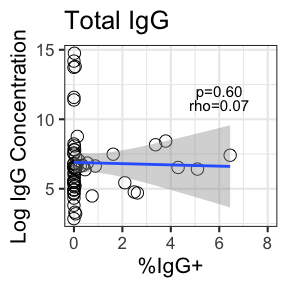 Total IgG
Log IgG Concentration
15
10
5
p=0.60
rho=0.07
0
2
4
6
8
%IgG+